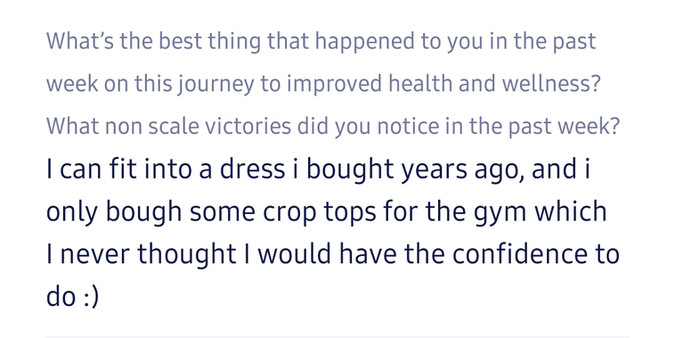 What's the best thing that happened to you in the past
week on this journey to improved health and wellness?
What non scale victories did you notice in the past week?
I can fit into a dress i bought years ago, and i
only bough some crop tops for the gym which
I never thought I would have the confidence to
do :)